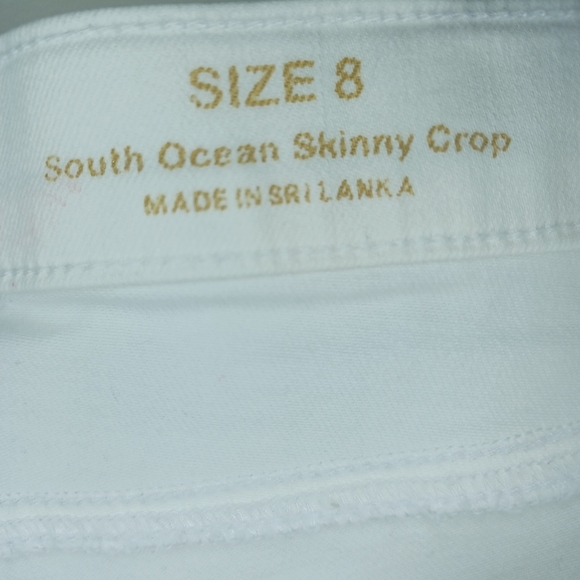 SIZE 8
South Ocean Skinny Crop
MADE IN SRI LANKA